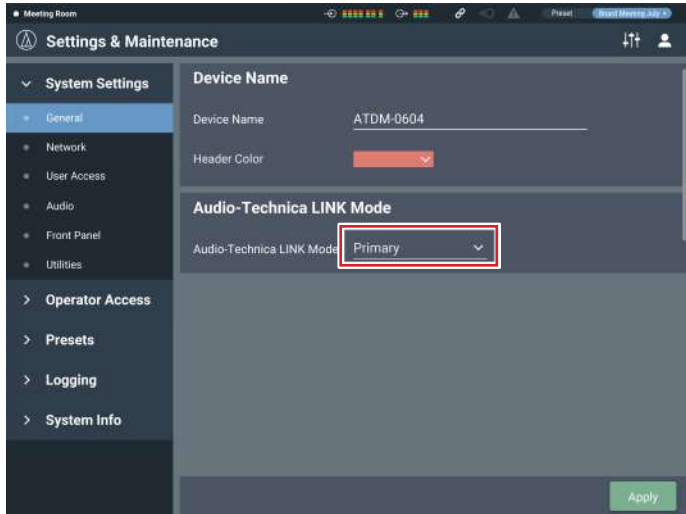 Meeting Room
Preset
Board Meeting July
Settings & Maintenance
System Settings
General
Network
User Access
Audio
Front Panel
Utilities
Operator Access
Presets
Logging
System Info
Device Name
Device Name ATDM-0604
Header Color
Audio-Technica LINK Mode
Audio-Technica LINK Mode Primary
Apply